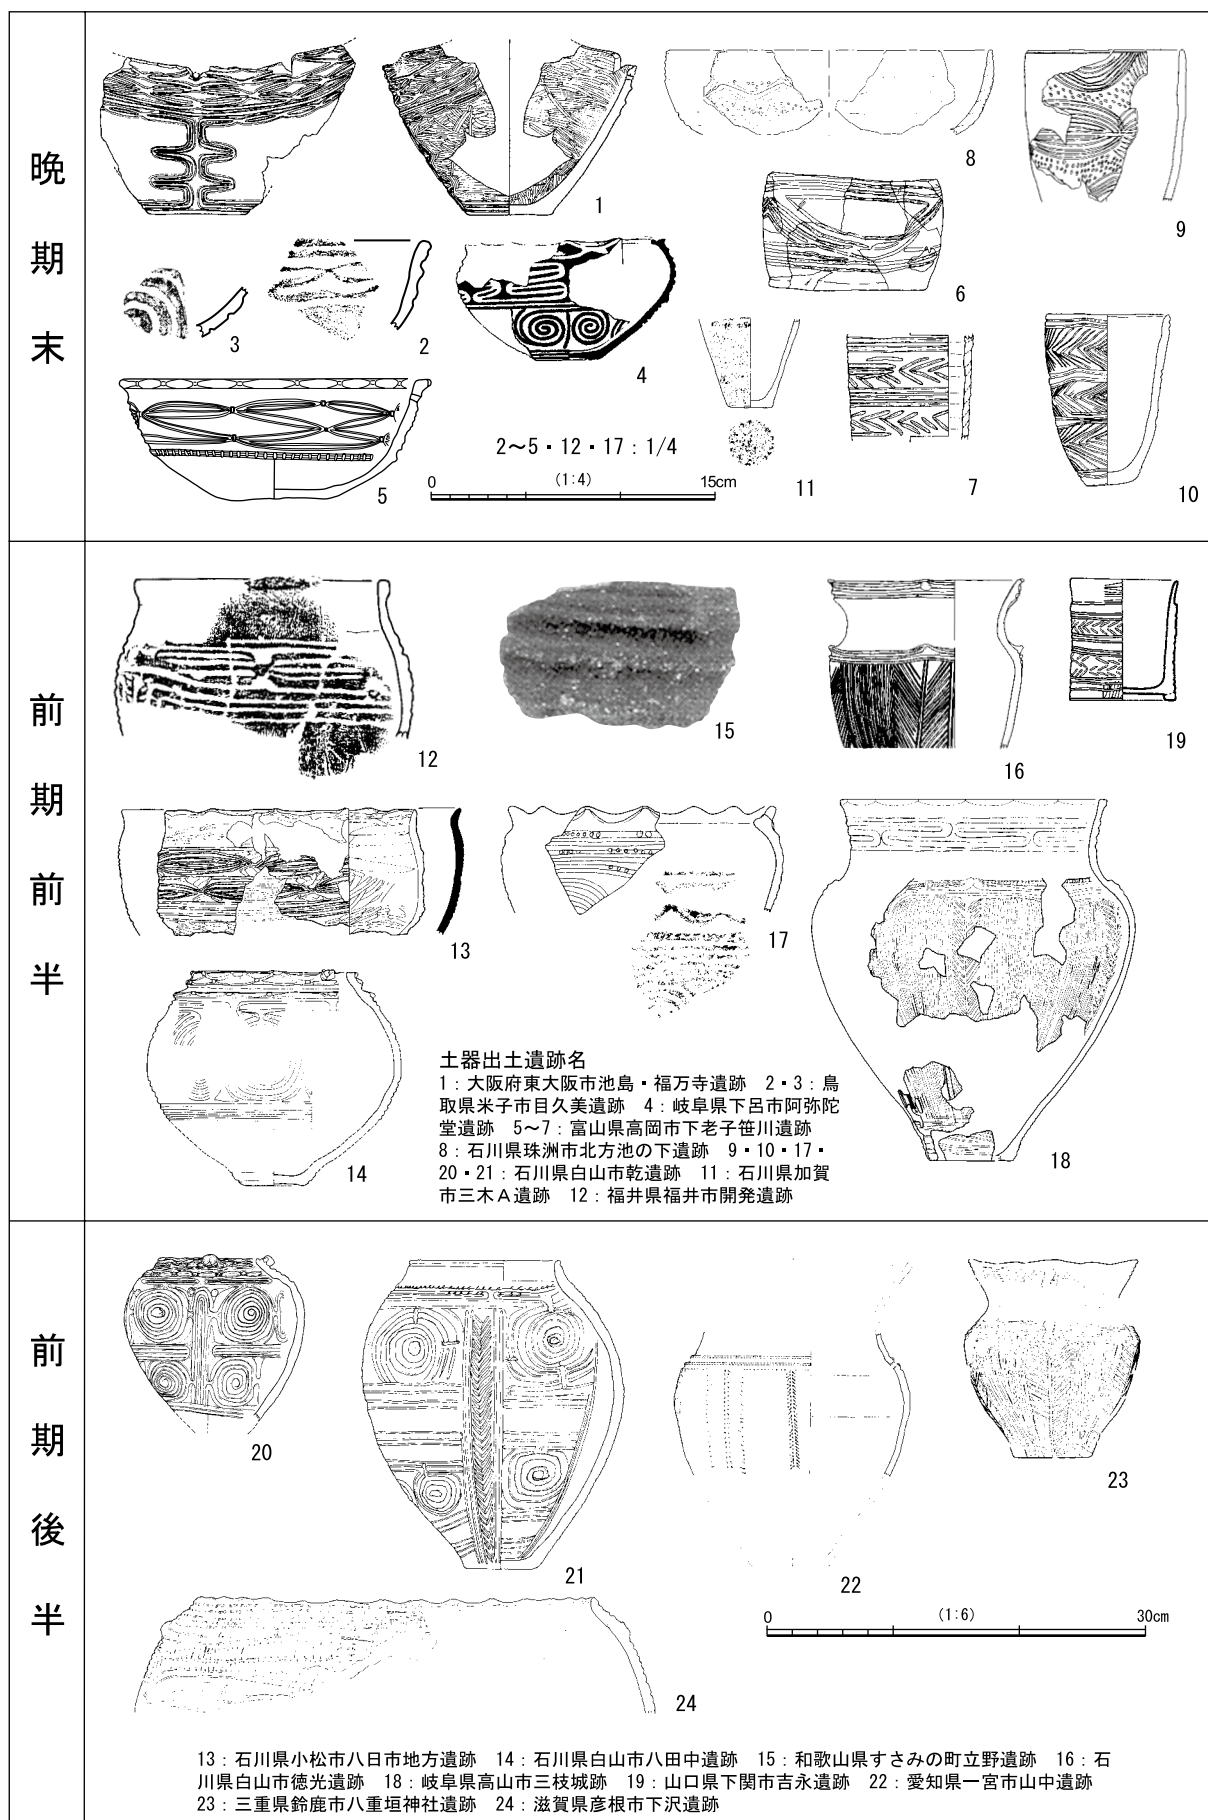 晩期末
1
2
3
4
5
6
7
8
9
10
11
2～5・12・17：1/4
0 (1:4) 15cm
前期前半
12
13
14
15
16
17
18
19
土器出土遺跡名
1：大阪府東大阪市池島・福万寺遺跡　2・3：鳥
取県米子市目久美遺跡　4：岐阜県下呂市阿弥陀
堂遺跡　5～7：富山県高岡市下老子笹川遺跡
8：石川県珠洲市北方池の下遺跡　9・10・17・
20・21：石川県白山市乾遺跡　11：石川県加賀
市三木Ａ遺跡　12：福井県福井市開発遺跡
前期後半
20
21
22
23
24
0 (1:6) 30cm
13：石川県小松市八日市地方遺跡　14：石川県白山市八田中遺跡　15：和歌山県すさみの町立野遺跡　16：石
川県白山市徳光遺跡　18：岐阜県高山市三枝城跡　19：山口県下関市吉永遺跡　22：愛知県一宮市山中遺跡
23：三重県鈴鹿市八重垣神社遺跡　24：滋賀県彦根市下沢遺跡